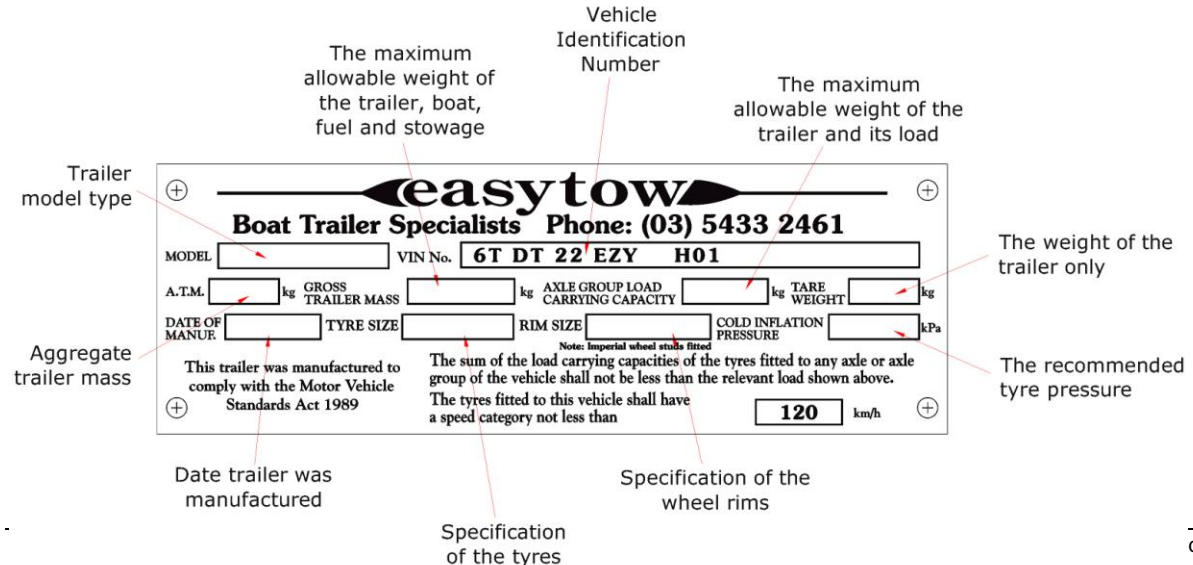 Vehicle
Identification
Number
The maximum
allowable weight of
the trailer, boat,
fuel and stowage
The maximum
allowable weight of the
trailer and its load
Trailer
model type
easytow
Boat Trailer Specialists Phone: (03) 5433 2461
MODEL VIN No. 6T DT 22 EZY H01
The weight of the
trailer only
A.T.M. kg GROSS TRAILER MASS kg AXLE GROUP LOAD CARRYING CAPACITY kg TARE WEIGHT kg
DATE OF MANUF. TYRE SIZE RIM SIZE COLD INFLATION PRESSURE kPa
Note: Imperial wheel studs fitted
Aggregate
trailer mass
This trailer was manufactured to
comply with the Motor Vehicle
Standards Act 1989
The sum of the load carrying capacities of the tyres fitted to any axle or axle
group of the vehicle shall not be less than the relevant load shown above.
The tyres fitted to this vehicle shall have
a speed category not less than
120 km/h
The recommended
tyre pressure
Date trailer was
manufactured
Specification
of the tyres
Specification of the
wheel rims